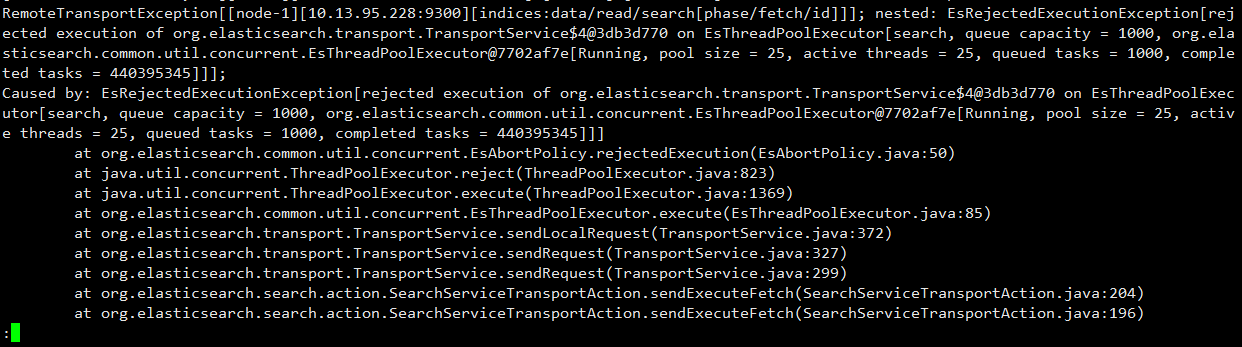 RemoteTransportException[[node-1][10.13.95.228:9300][indices:data/read/search[phase/fetch/id]]]; nested: EsRejectedExecutionException[rej
ected execution of org.elasticsearch.transport.TransportService$4@3db3d770 on EsThreadPoolExecutor[search, queue capacity = 1000, org.ela
sticsearch.common.util.concurrent.EsThreadPoolExecutor@7702af7e[Running, pool size = 25, active threads = 25, queued tasks = 1000, comple
ted tasks = 440395345]]];
Caused by: EsRejectedExecutionException[rejected execution of org.elasticsearch.transport.TransportService$4@3db3d770 on EsThreadPoolExec
utor[search, queue capacity = 1000, org.elasticsearch.common.util.concurrent.EsThreadPoolExecutor@7702af7e[Running, pool size = 25, activ
e threads = 25, queued tasks = 1000, completed tasks = 440395345]]]
at org.elasticsearch.common.util.concurrent.EsAbortPolicy.rejectedExecution(EsAbortPolicy.java:50)
at java.util.concurrent.ThreadPoolExecutor.reject(ThreadPoolExecutor.java:823)
at java.util.concurrent.ThreadPoolExecutor.execute(ThreadPoolExecutor.java:1369)
at org.elasticsearch.common.util.concurrent.EsThreadPoolExecutor.execute(EsThreadPoolExecutor.java:85)
at org.elasticsearch.transport.TransportService.sendLocalRequest(TransportService.java:372)
at org.elasticsearch.transport.TransportService.sendRequest(TransportService.java:327)
at org.elasticsearch.transport.TransportService.sendRequest(TransportService.java:299)
at org.elasticsearch.search.action.SearchServiceTransportAction.sendExecuteFetch(SearchServiceTransportAction.java:204)
at org.elasticsearch.search.action.SearchServiceTransportAction.sendExecuteFetch(SearchServiceTransportAction.java:196)
: